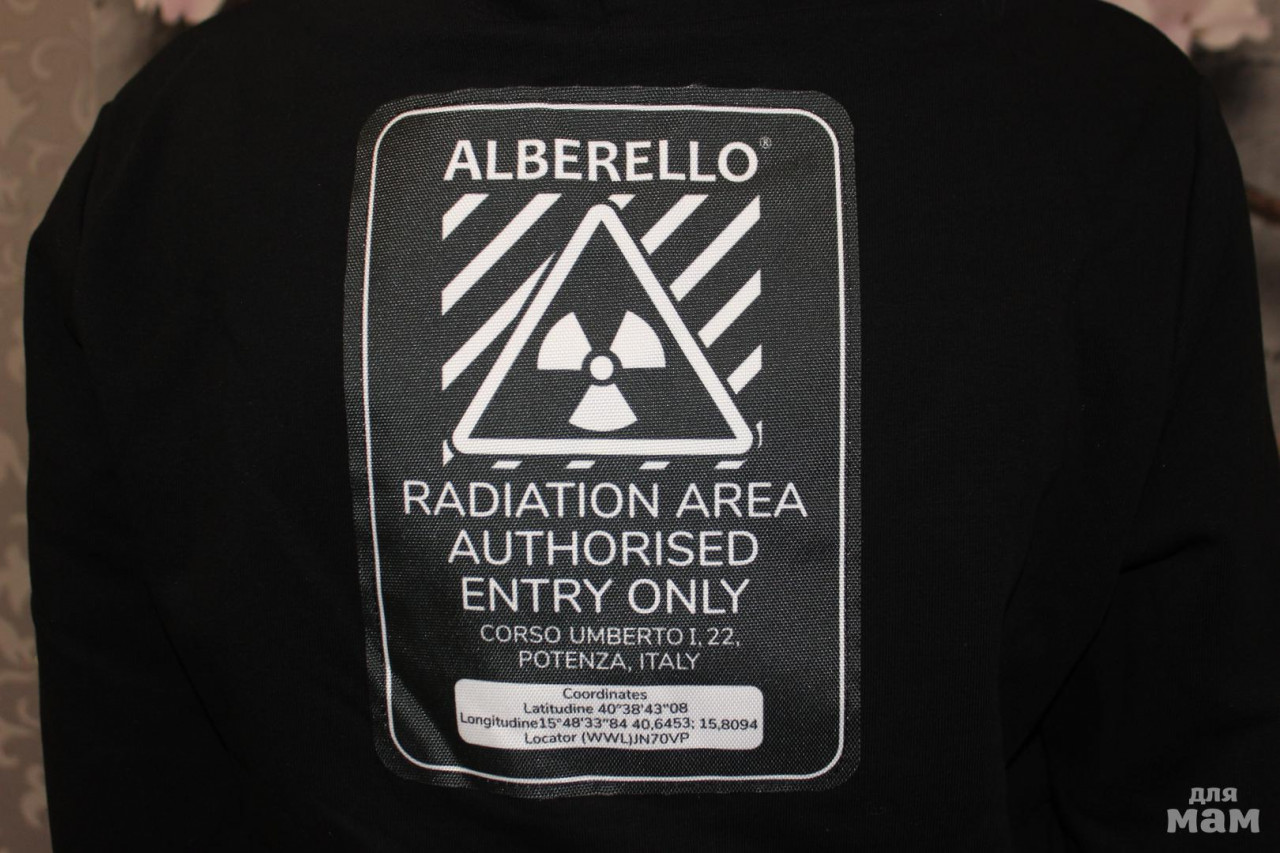 ALBERELLO®
RADIATION AREA
AUTHORISED
ENTRY ONLY
CORSO UMBERTO I, 22,
POTENZA, ITALY
Coordinates
Latitudine 40°38'43"08
Longitudine15°48'33"84 40,6453; 15,8094
Locator (WWL)JN70VP
для
мам